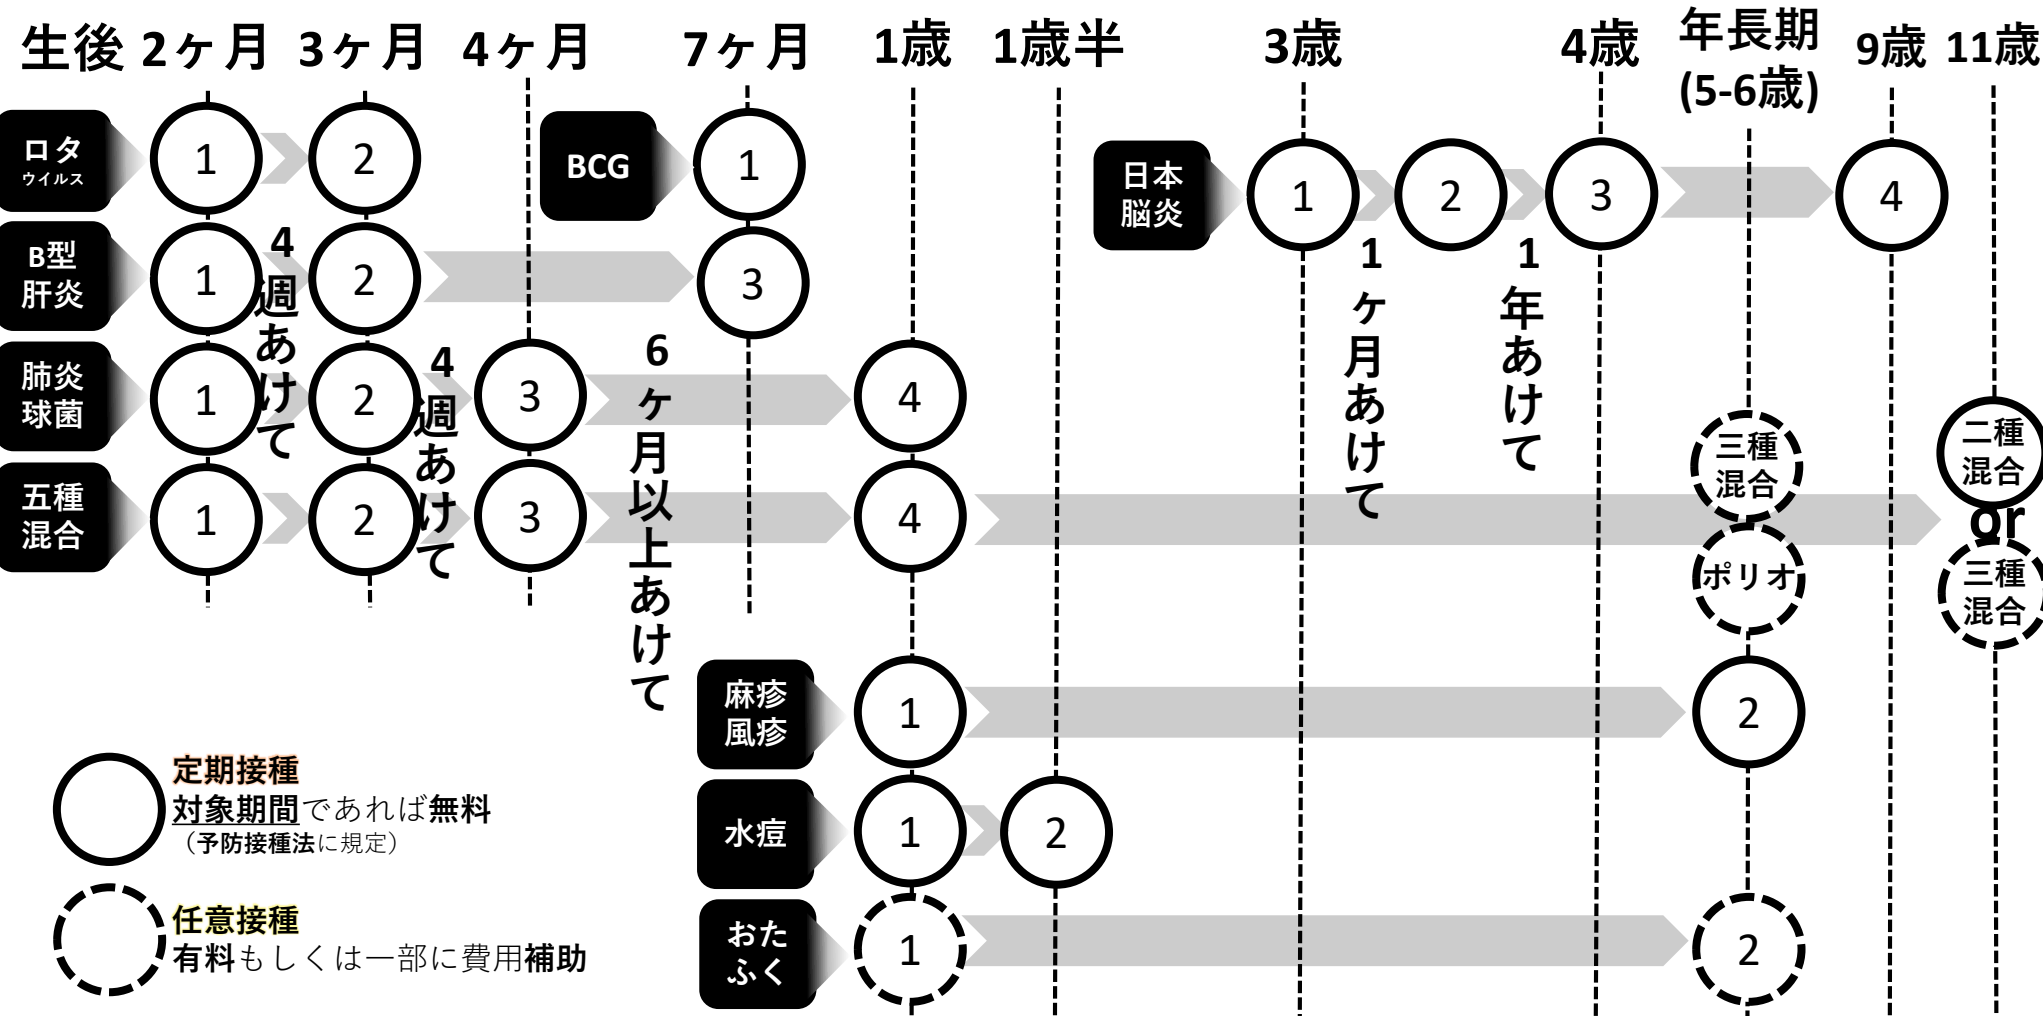 生後 2ヶ月 3ヶ月 4ヶ月 7ヶ月 1歳 1歳半 3歳 4歳 年長期 9歳 11歳
(5-6歳)
ロタ
ウイルス
1 2
BCG
1
日本
脳炎
1 2 3 4
B型
肝炎
1 2 3
肺炎
球菌
1 2 3 4
五種
混合
1 2 3 4
4週あけて
4週あけて
6ヶ月以上あけて
1ヶ月あけて
1年あけて
三種
混合
ポリオ
二種
混合
or
三種
混合
麻疹
風疹
1 2
水痘
1 2
おた
ふく
1 2
定期接種
対象期間であれば無料
（予防接種法に規定）
任意接種
有料もしくは一部に費用補助